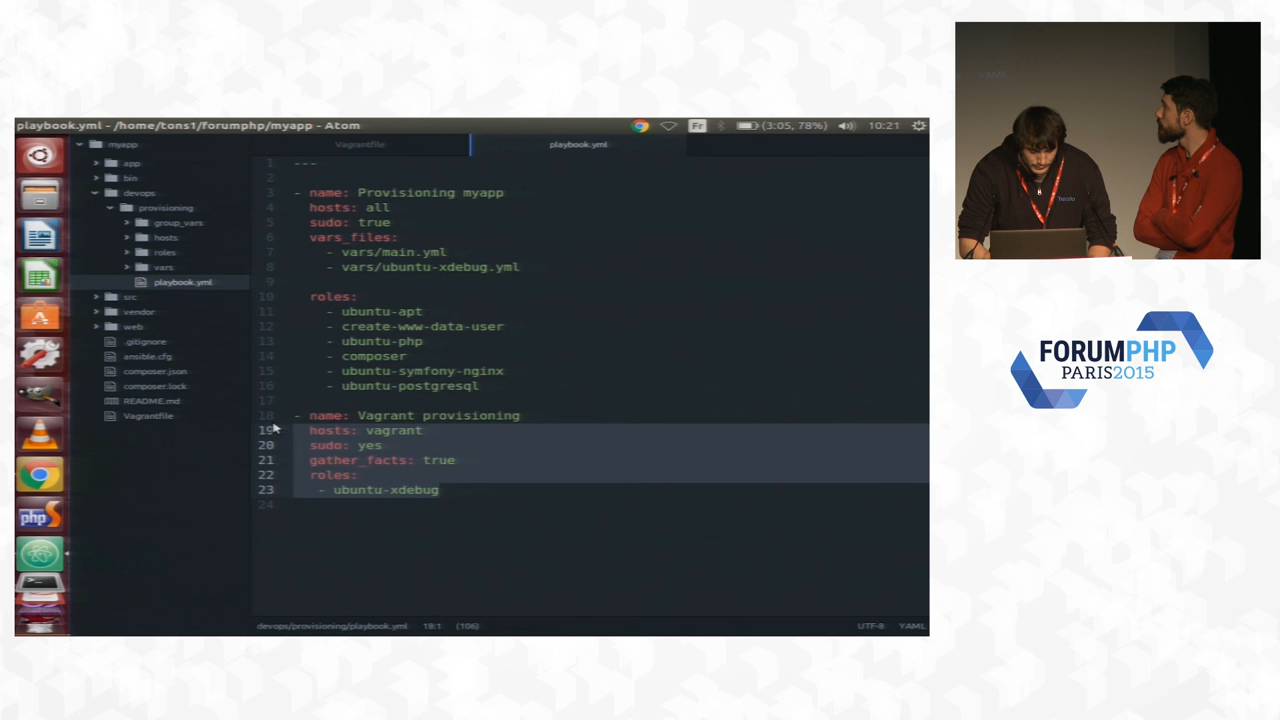 playbook.yml - /home/tons1/forumphp/myapp - Atom
Fr
(3:05, 78%)
10:21
myapp
app
bin
devops
provisioning
group_vars
hosts
roles
vars
playbook.yml
src
vendor
web
.gitignore
ansible.cfg
composer.json
composer.lock
README.md
Vagrantfile
Vagrantfile
playbook.yml
1 ---
2
3 - name: Provisioning myapp
4 hosts: all
5 sudo: true
6 vars_files:
7 - vars/main.yml
8 - vars/ubuntu-xdebug.yml
9
10 roles:
11 - ubuntu-apt
12 - create-www-data-user
13 - ubuntu-php
14 - composer
15 - ubuntu-symfony-nginx
16 - ubuntu-postgresql
17
18 - name: Vagrant provisioning
19 hosts: vagrant
20 sudo: yes
21 gather_facts: true
22 roles:
23 - ubuntu-xdebug
24
devops/provisioning/playbook.yml 18:1 (106)
UTF-8 YAML
php
FORUMPHP
PARIS2015